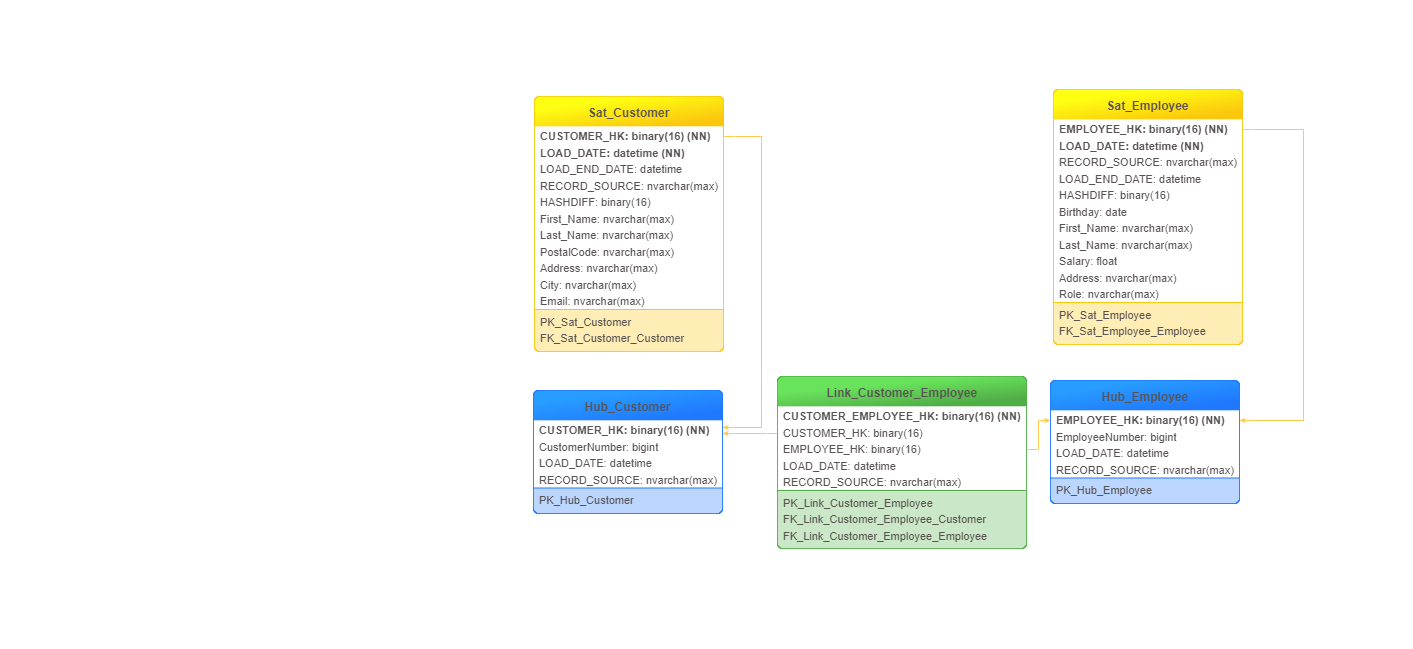 Sat_Customer
CUSTOMER_HK: binary(16) (NN)
LOAD_DATE: datetime (NN)
LOAD_END_DATE: datetime
RECORD_SOURCE: nvarchar(max)
HASHDIFF: binary(16)
First_Name: nvarchar(max)
Last_Name: nvarchar(max)
PostalCode: nvarchar(max)
Address: nvarchar(max)
City: nvarchar(max)
Email: nvarchar(max)
PK_Sat_Customer
FK_Sat_Customer_Customer
Sat_Employee
EMPLOYEE_HK: binary(16) (NN)
LOAD_DATE: datetime (NN)
RECORD_SOURCE: nvarchar(max)
LOAD_END_DATE: datetime
HASHDIFF: binary(16)
Birthday: date
First_Name: nvarchar(max)
Last_Name: nvarchar(max)
Salary: float
Address: nvarchar(max)
Role: nvarchar(max)
PK_Sat_Employee
FK_Sat_Employee_Employee
Hub_Customer
CUSTOMER_HK: binary(16) (NN)
CustomerNumber: bigint
LOAD_DATE: datetime
RECORD_SOURCE: nvarchar(max)
PK_Hub_Customer
Link_Customer_Employee
CUSTOMER_EMPLOYEE_HK: binary(16) (NN)
CUSTOMER_HK: binary(16)
EMPLOYEE_HK: binary(16)
LOAD_DATE: datetime
RECORD_SOURCE: nvarchar(max)
PK_Link_Customer_Employee
FK_Link_Customer_Employee_Customer
FK_Link_Customer_Employee_Employee
Hub_Employee
EMPLOYEE_HK: binary(16) (NN)
EmployeeNumber: bigint
LOAD_DATE: datetime
RECORD_SOURCE: nvarchar(max)
PK_Hub_Employee